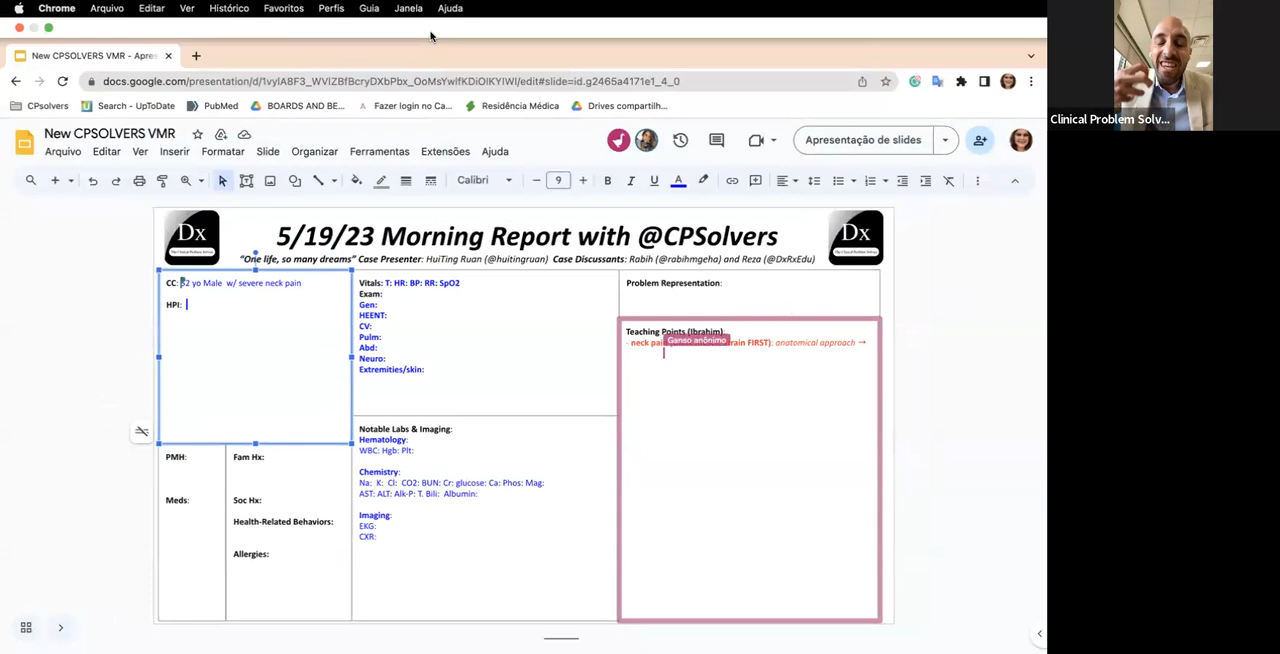 Chrome Arquivo Editar Ver Histórico Favoritos Perfis Guia Janela Ajuda
New CPSOLVERS VMR - Apres
docs.google.com/presentation/d/1vyIA8F3_WVIZBfBcryDXbPbx_OoMsYwifKDiOIKYIWI/edit#slide=id.g2465a4171e1_4_0
CPsolvers Search - UpToDate PubMed BOARDS AND BE... Fazer login no Ca... Residência Médica Drives compartilh...
New CPSOLVERS VMR
Arquivo Editar Ver Inserir Formatar Slide Organizar Ferramentas Extensões Ajuda
Apresentação de slides
Calibri 9 B I U A
Dx
5/19/23 Morning Report with @CPSolvers
Dx
"One life, so many dreams" Case Presenter: HuiTing Ruan (@huitingruan) Case Discussants: Rabih (@rabihmgeha) and Reza (@DxRxEdu)
CC: 32 yo Male w/ severe neck pain
HPI:
Vitals: T: HR: BP: RR: SpO2
Exam:
Gen:
HEENT:
CV:
Pulm:
Abd:
Neuro:
Extremities/skin:
Problem Representation:
Teaching Points (Ibrahim):
Ganso anônimo
- neck pain rain FIRST): anatomical approach →
Notable Labs & Imaging:
Hematology:
WBC: Hgb: Plt:
Chemistry:
Na: K: Cl: CO2: BUN: Cr: glucose: Ca: Phos: Mag:
AST: ALT: Alk-P: T. Bili: Albumin:
Imaging:
EKG:
CXR:
PMH:
Meds:
Fam Hx:
Soc Hx:
Health-Related Behaviors:
Allergies:
Clinical Problem Solv...